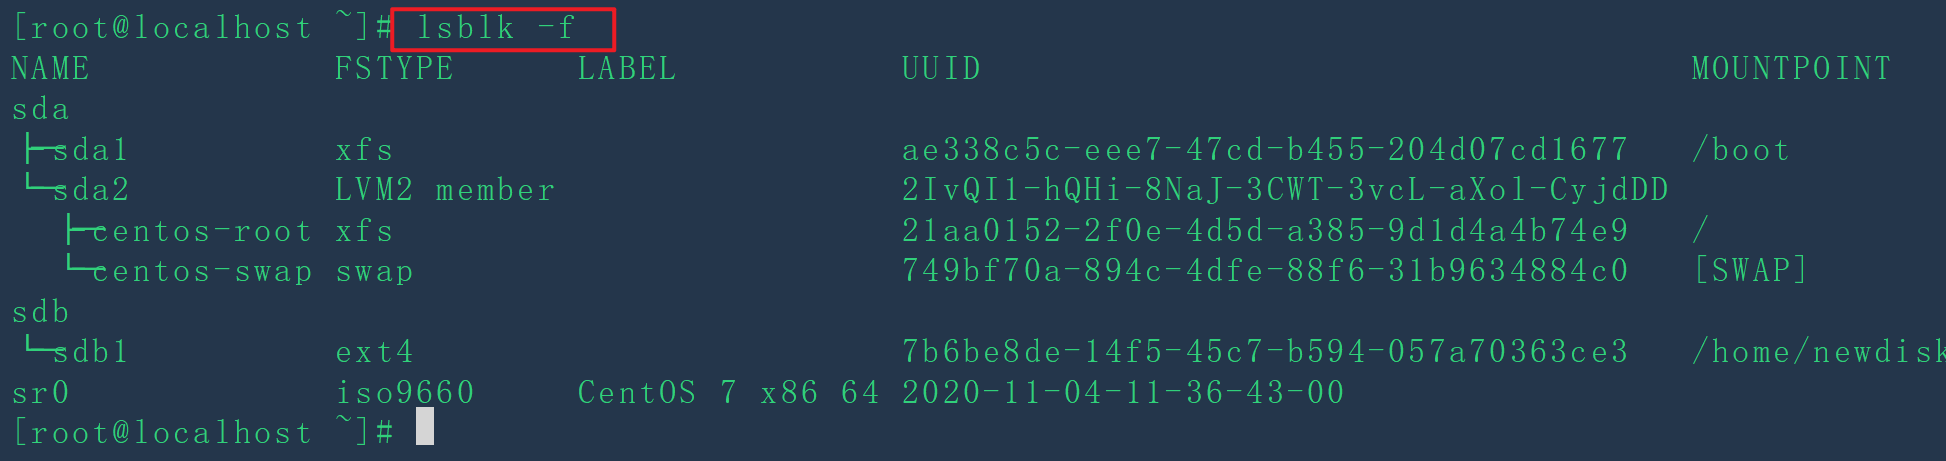 [root@localhost ~]# lsblk -f
NAME FSTYPE LABEL UUID MOUNTPOINT
sda
├─sda1 xfs ae338c5c-eee7-47cd-b455-204d07cd1677 /boot
└─sda2 LVM2 member 2IvQI1-hQHi-8NaJ-3CWT-3vcL-aXol-CyjdDD
├─centos-root xfs 21aa0152-2f0e-4d5d-a385-9d1d4a4b74e9 /
└─centos-swap swap 749bf70a-894c-4dfe-88f6-31b9634884c0 [SWAP]
sdb
└─sdb1 ext4 7b6be8de-14f5-45c7-b594-057a70363ce3 /home/newdisk
sr0 iso9660 CentOS 7 x86 64 2020-11-04-11-36-43-00
[root@localhost ~]#